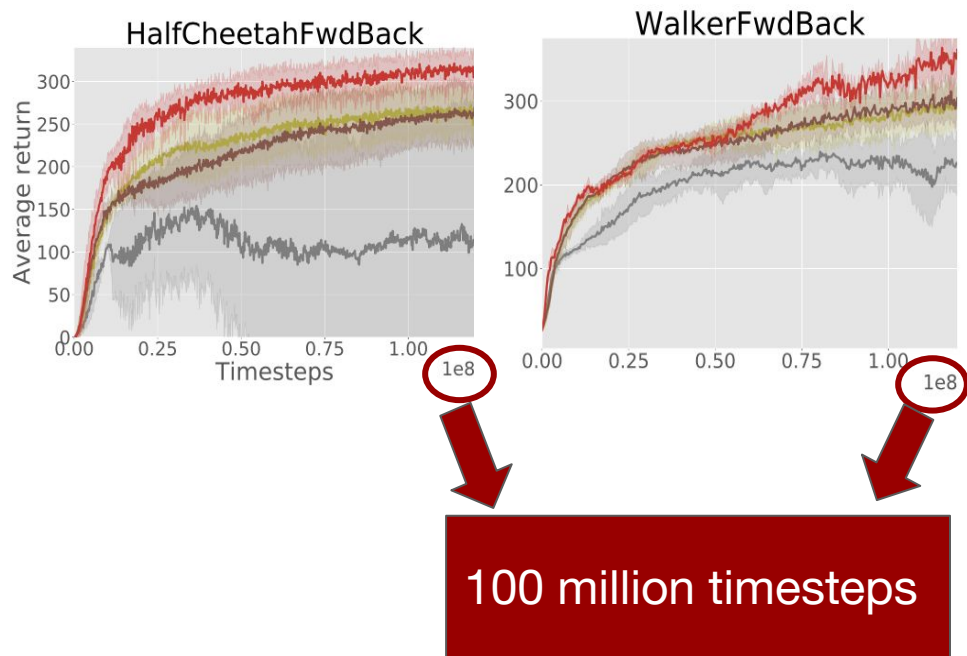 HalfCheetahFwdBack
WalkerFwdBack
Average return
300
250
200
150
100
50
0
0.00 0.25 0.50 0.75 1.00
Timesteps
1e8
300
200
100
0.00 0.25 0.50 0.75 1.00
1e8
100 million timesteps